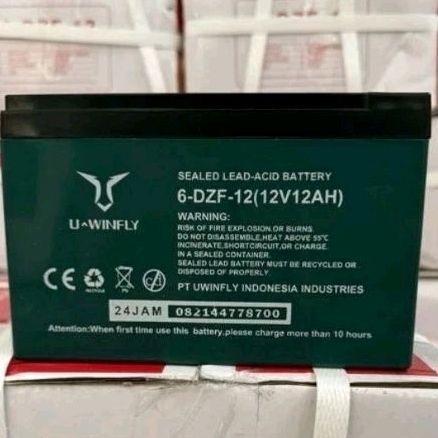 U-WINFLY
SEALED LEAD-ACID BATTERY
6-DZF-12(12V12AH)
WARNING:
RISK OF FIRE EXPLOSION,OR BURNS.
DO NOT DISASSEMBLE,HEAT ABOVE 55℃
INCINERATE,SHORTCIRCUIT,OR CHARGE
IN A SEALED CONTAINER.
SEALED LEAD BATTERY MUST BE RECYCLED OR
DISPOSED OF PROPERLY.
CE
Pb
PT UWINFLY INDONESIA INDUSTRIES
24JAM 082144778700
Attention:When first time use this battery,please charge more than 10 hours